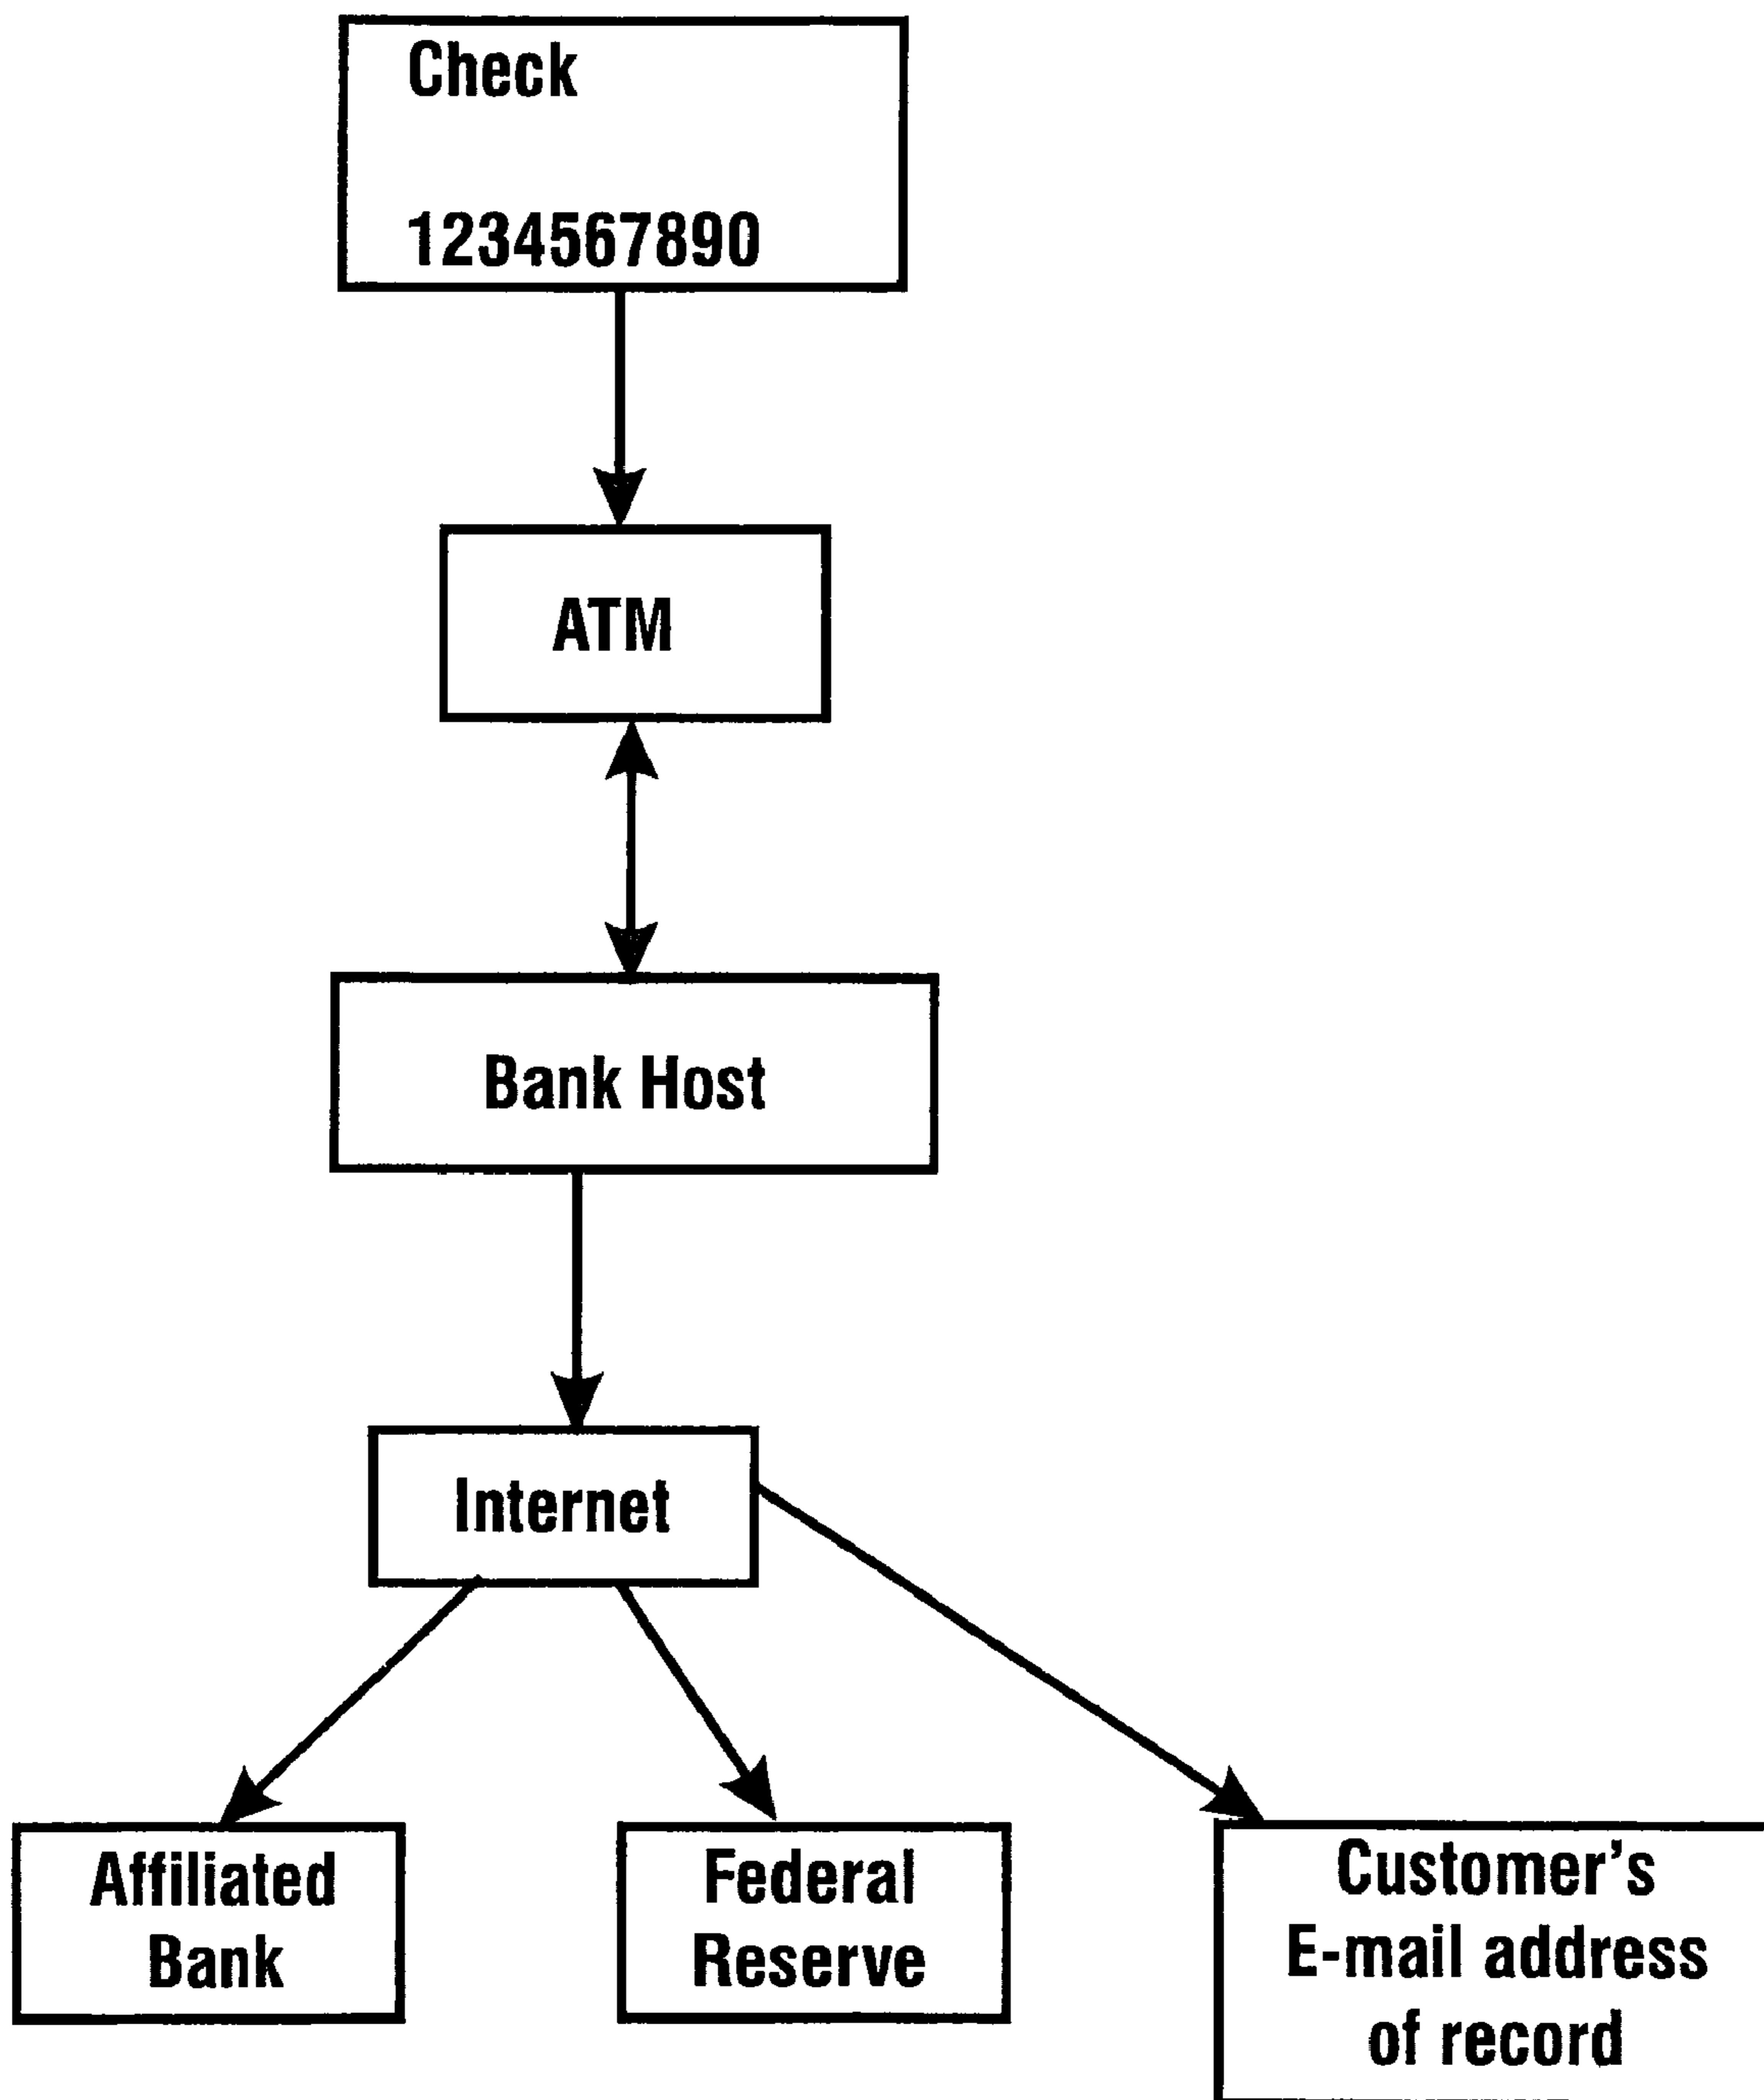 Check
1234567890
ATM
Bank Host
Internet
Affiliated
Bank
Federal
Reserve
Customer's
E-mail address
of record